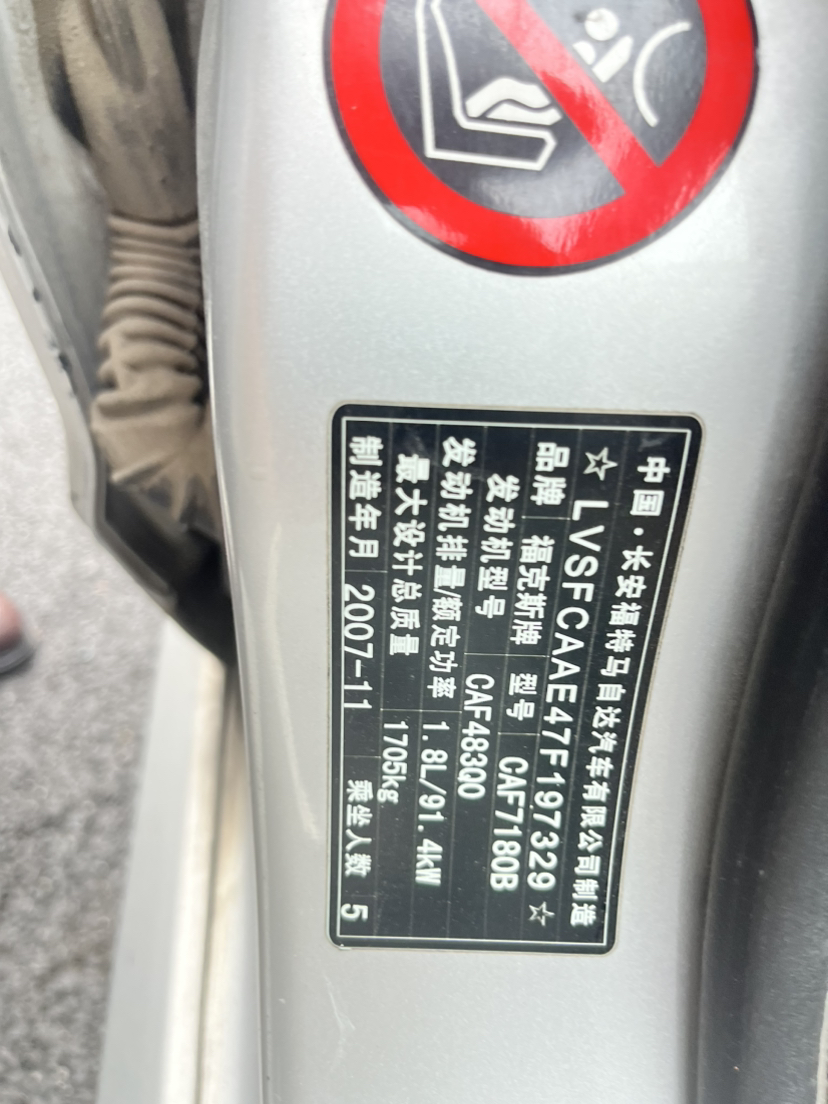 中国·长安福特马自达汽车有限公司制造
☆LVSFCAAE47F197329☆
品牌 福克斯牌 型号 CAF7180B
发动机型号 CAF483Q0
发动机排量/额定功率 1.8L/91.4kW
最大设计总质量 1705kg
制造年月 2007-11 乘坐人数 5